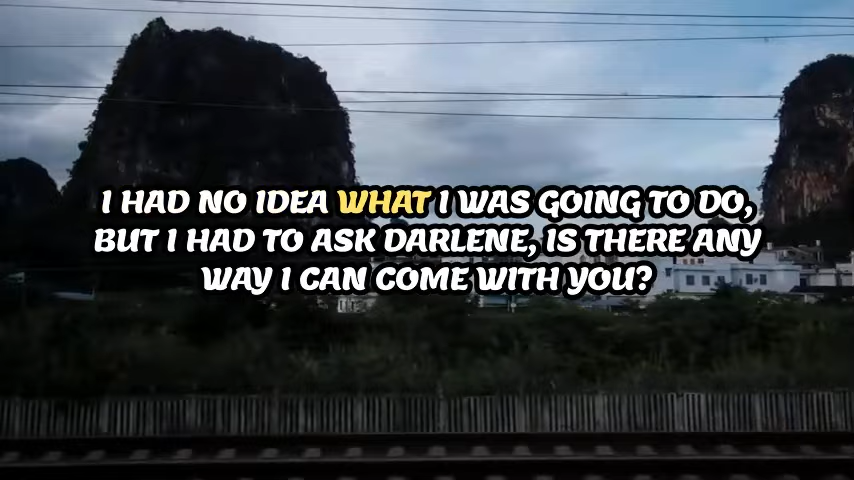 I HAD NO IDEA WHAT I WAS GOING TO DO,
BUT I HAD TO ASK DARLENE, IS THERE ANY
WAY I CAN COME WITH YOU?